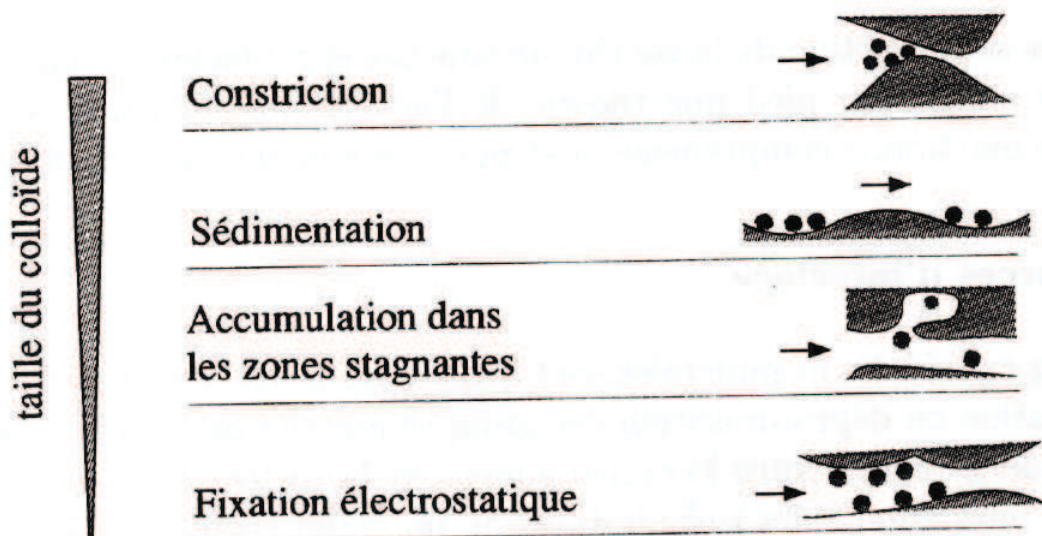 taille du colloïde
Constriction
Sédimentation
Accumulation dans
les zones stagnantes
Fixation électrostatique